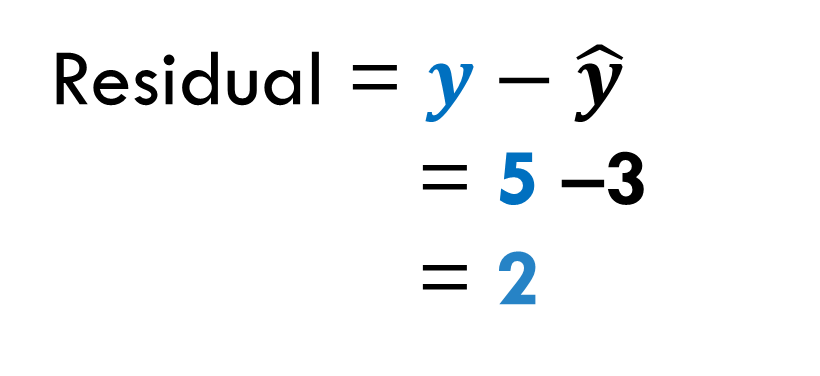 Residual = y − ŷ
= 5 −3
= 2